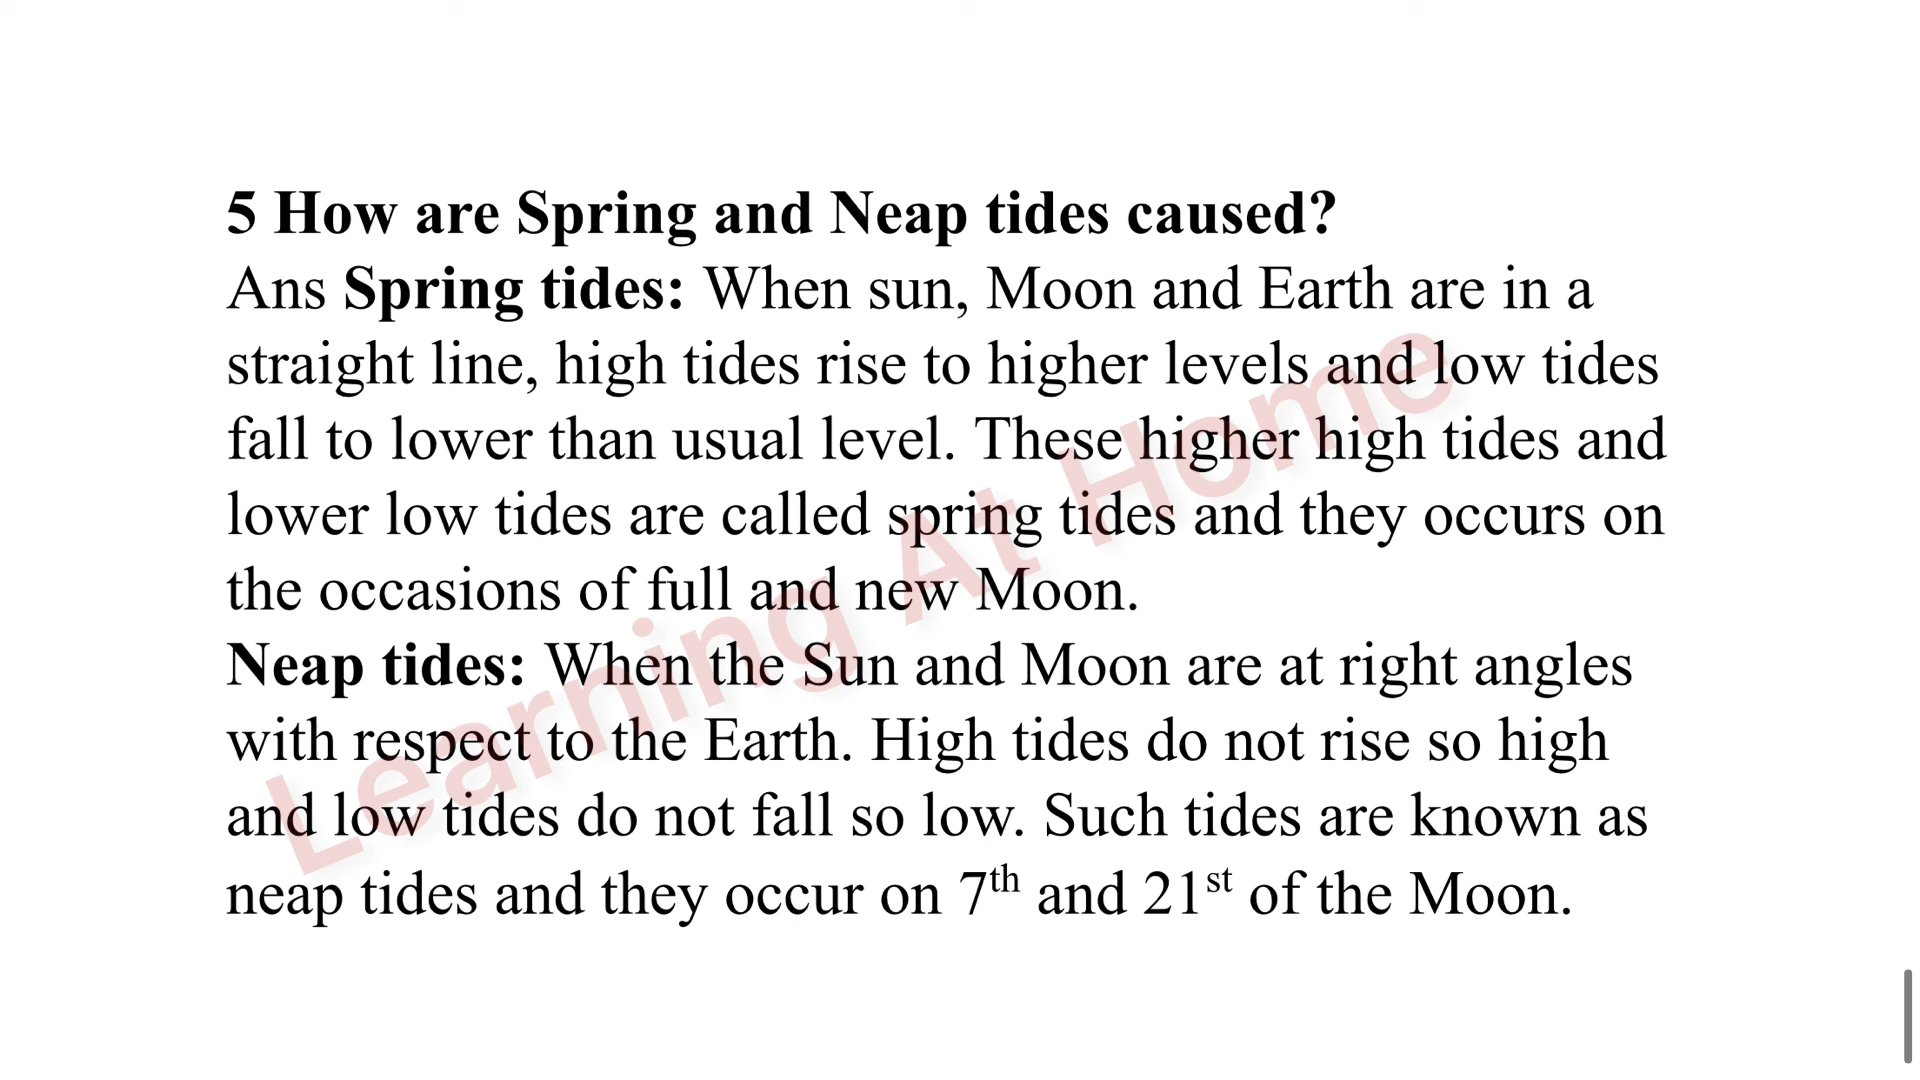 5 How are Spring and Neap tides caused?
Ans Spring tides: When sun, Moon and Earth are in a
straight line, high tides rise to higher levels and low tides
fall to lower than usual level. These higher high tides and
lower low tides are called spring tides and they occurs on
the occasions of full and new Moon.
Neap tides: When the Sun and Moon are at right angles
with respect to the Earth. High tides do not rise so high
and low tides do not fall so low. Such tides are known as
neap tides and they occur on 7th and 21st of the Moon.
Learning At Home